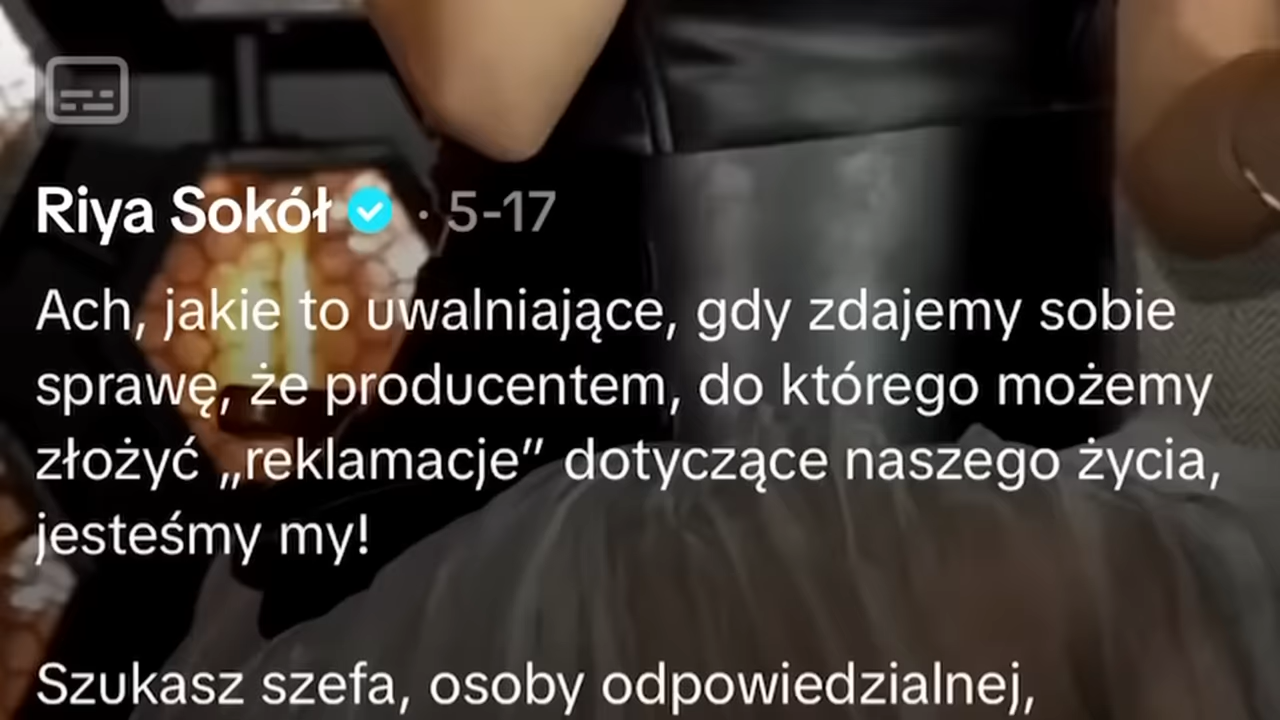 Riya Sokół · 5-17
Ach, jakie to uwalniające, gdy zdajemy sobie
sprawę, że producentem, do którego możemy
złożyć „reklamacje” dotyczące naszego życia,
jesteśmy my!
Szukasz szefa, osoby odpowiedzialnej,